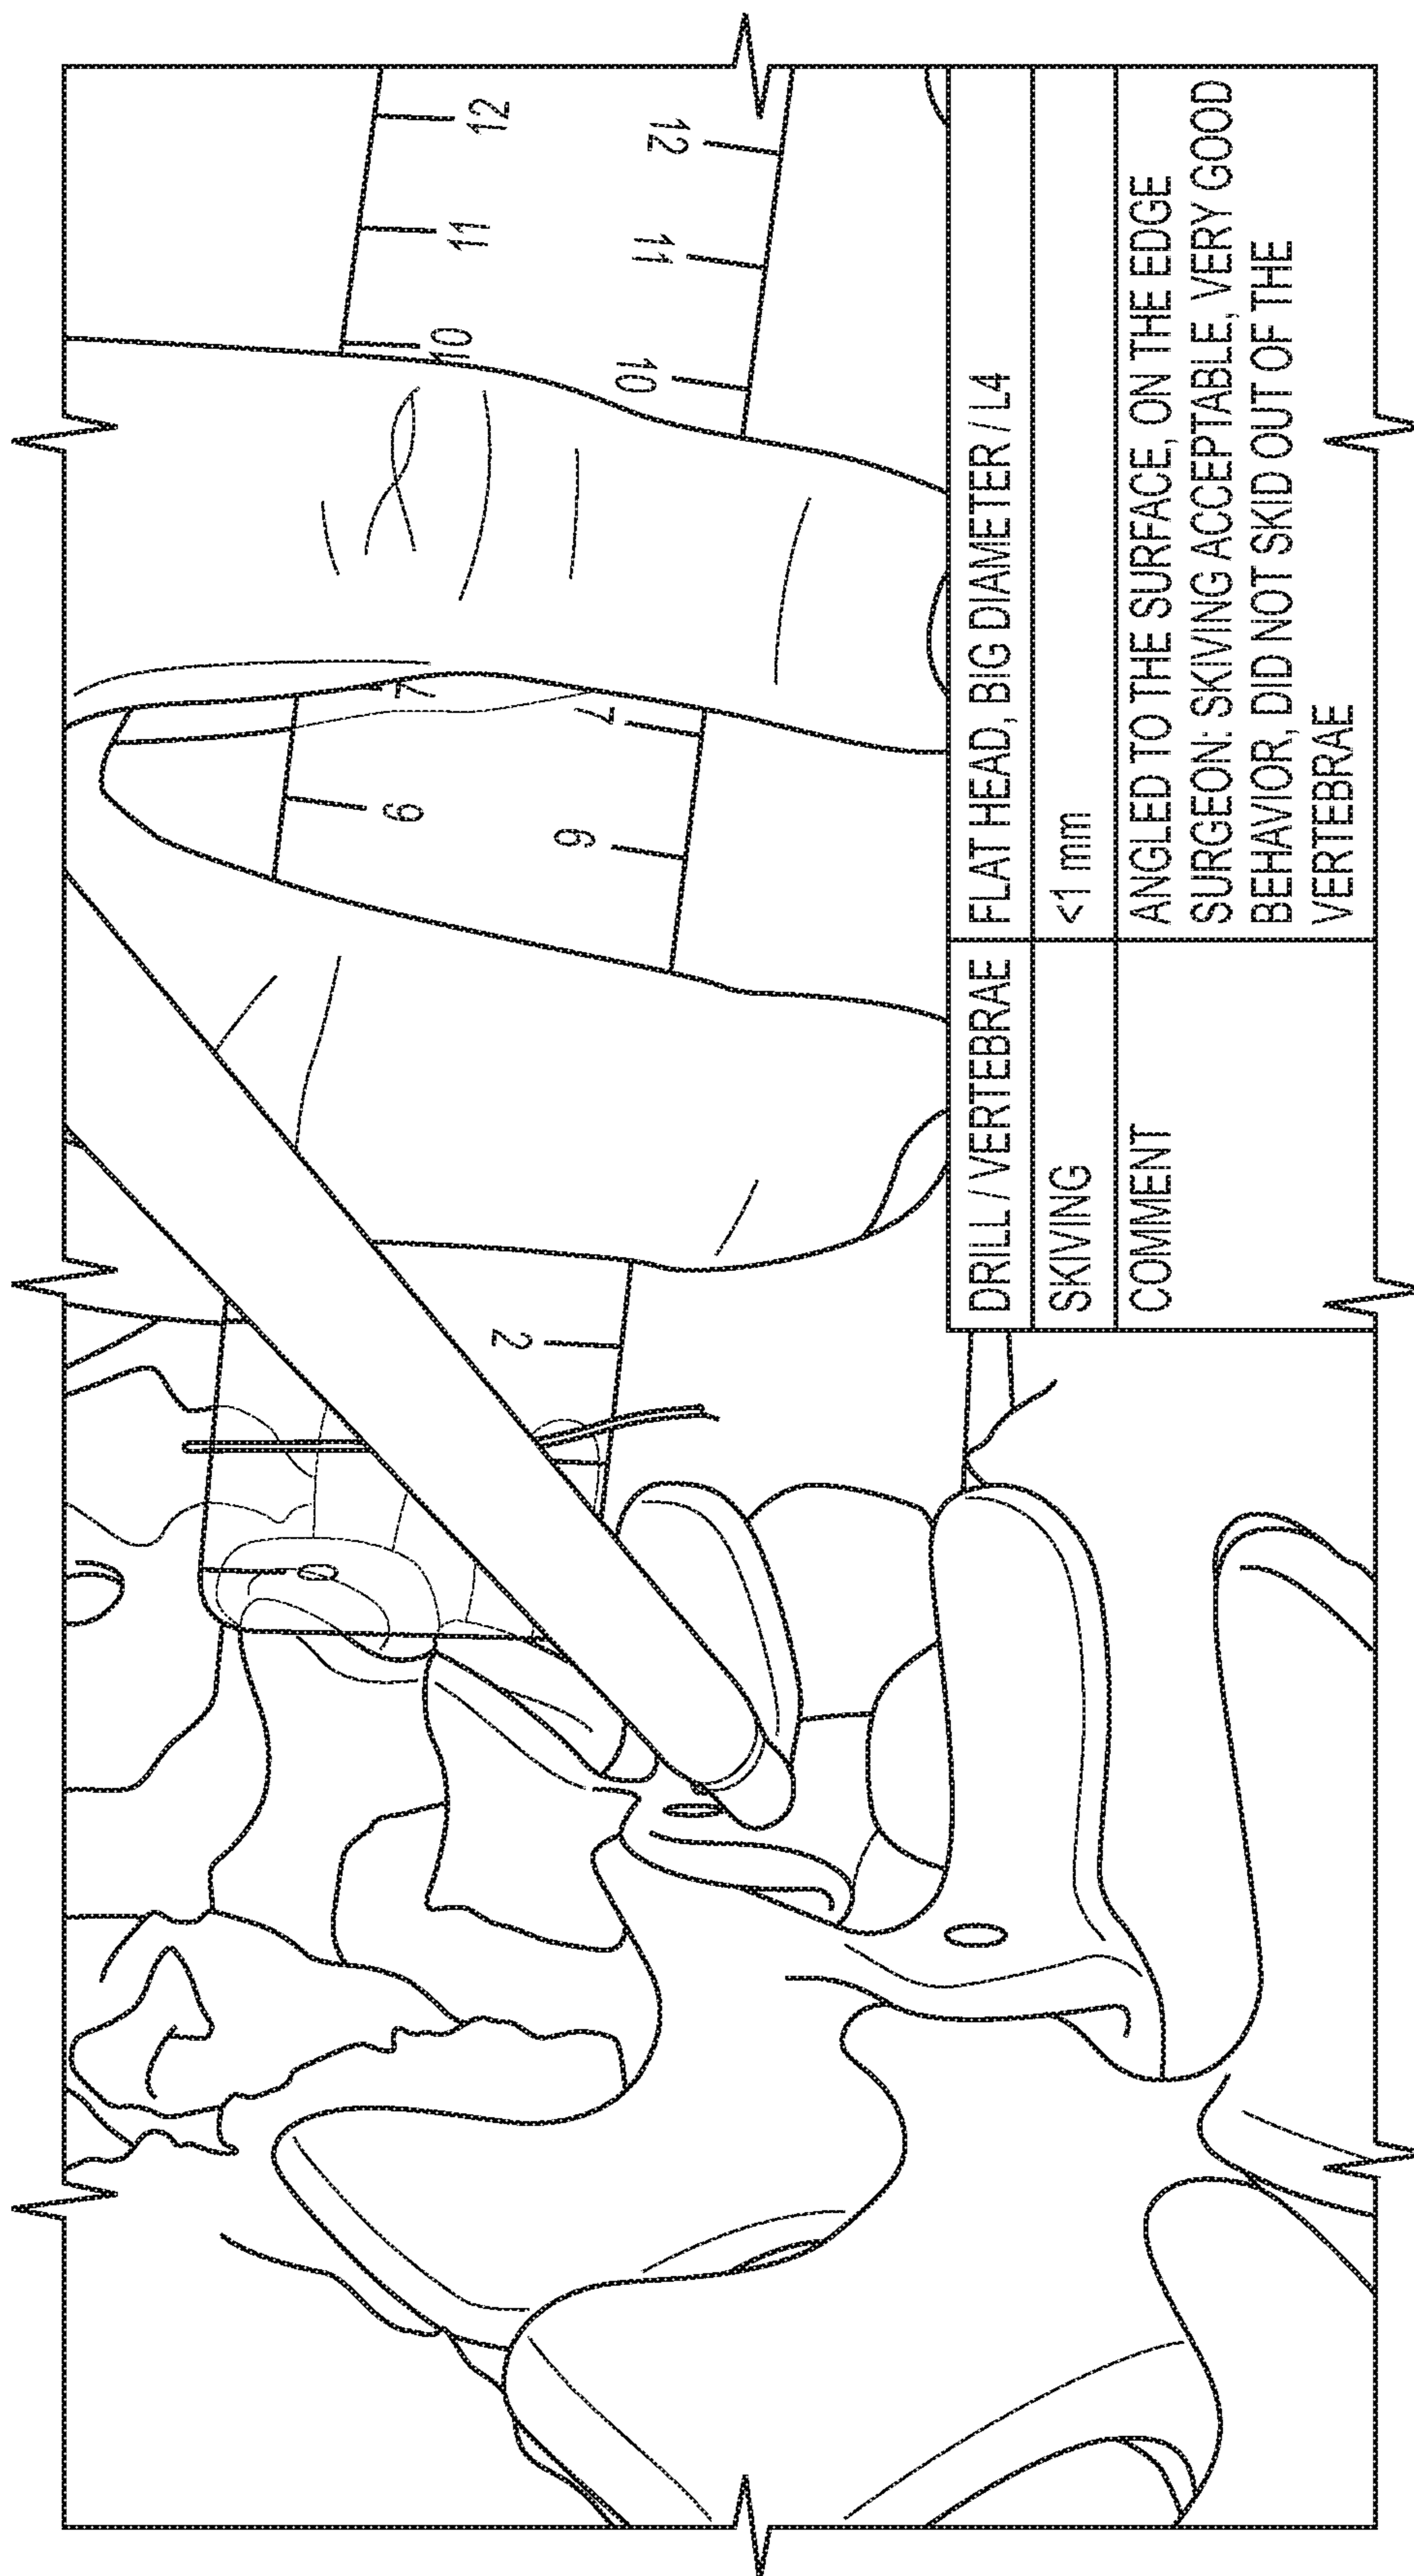 12
11
10
12
11
10
7
7
6
6
2
DRILL / VERTEBRAE FLAT HEAD, BIG DIAMETER / L4
SKIVING <1 mm
COMMENT ANGLED TO THE SURFACE, ON THE EDGE
SURGEON: SKIVING ACCEPTABLE, VERY GOOD
BEHAVIOR, DID NOT SKID OUT OF THE
VERTEBRAE